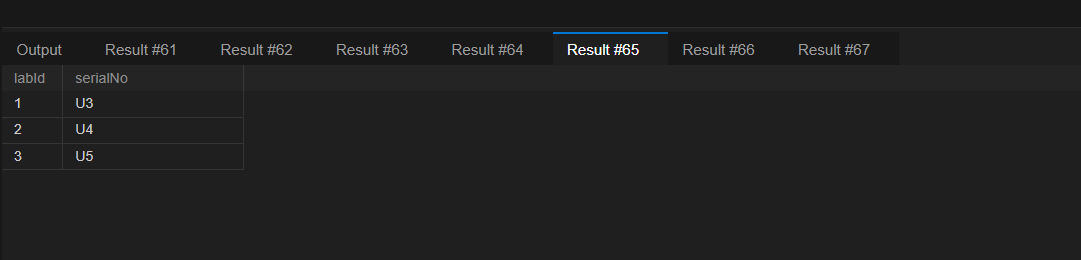 Output Result #61 Result #62 Result #63 Result #64 Result #65 Result #66 Result #67
labId serialNo
1 U3
2 U4
3 U5